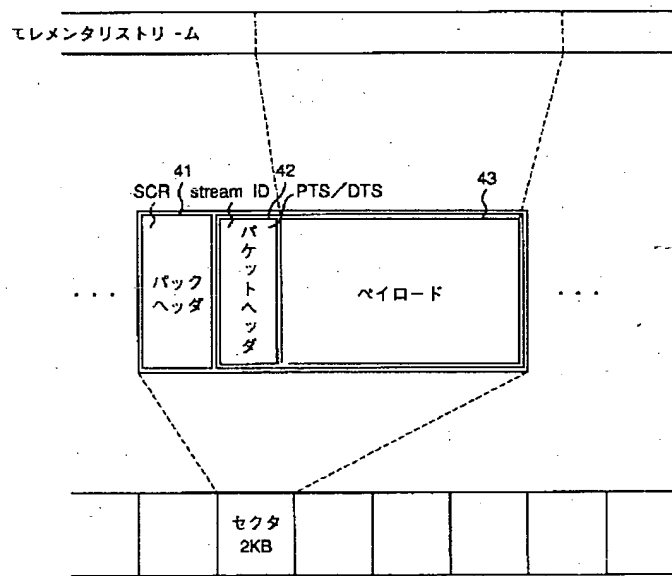 エレメンタリストリーム
41 42 43
SCR stream ID PTS/DTS
パック
ヘッダ
パケットヘッダ
ペイロード
... ...
セクタ
2KB